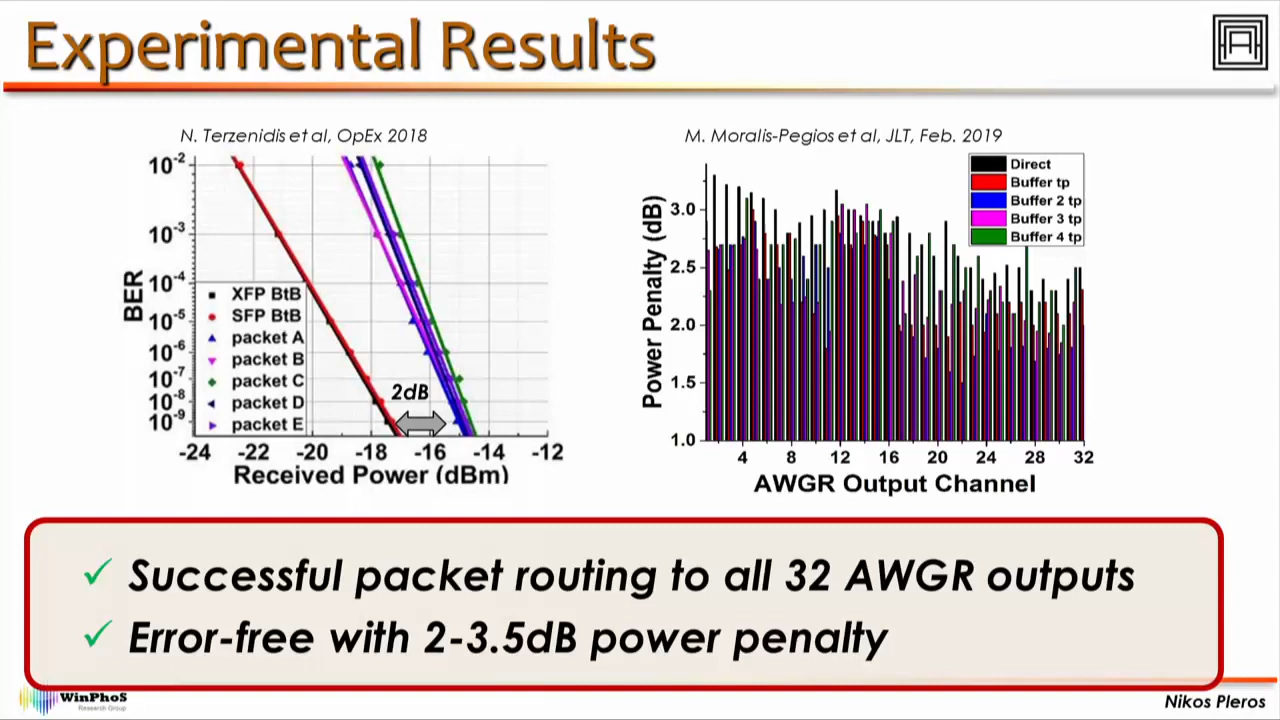 Experimental Results
N. Terzenidis et al, OpEx 2018
M. Moralis-Pegios et al, JLT, Feb. 2019
10-2
10-3
10-4
10-5
10-6
10-7
10-8
10-9
BER
XFP BtB
SFP BtB
packet A
packet B
packet C
packet D
packet E
2dB
-24 -22 -20 -18 -16 -14 -12
Received Power (dBm)
Direct
Buffer tp
Buffer 2 tp
Buffer 3 tp
Buffer 4 tp
Power Penalty (dB)
3.0
2.5
2.0
1.5
1.0
4 8 12 16 20 24 28 32
AWGR Output Channel
✓ Successful packet routing to all 32 AWGR outputs
✓ Error-free with 2-3.5dB power penalty
WinPhoS
Research Group
Nikos Pleros